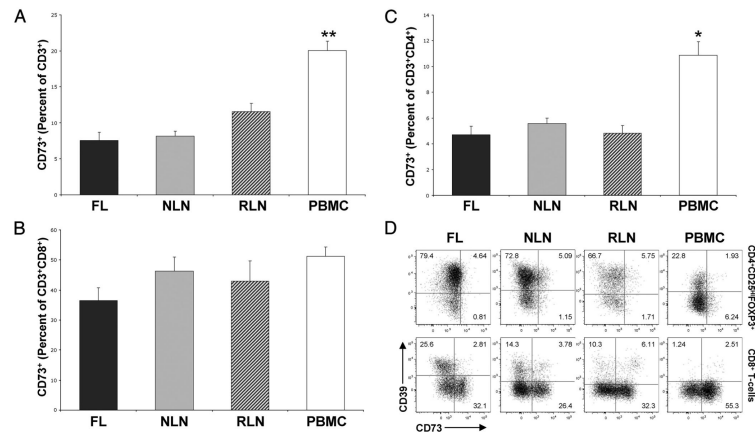 A
CD73⁺ (Percent of CD3⁺)
25
20
15
10
5
0
**
FL NLN RLN PBMC
B
CD73⁺ (Percent of CD3⁺CD8⁺)
60
50
40
30
20
10
0
FL NLN RLN PBMC
C
CD73⁺ (Percent of CD3⁺CD4⁺)
14
12
10
8
6
4
2
0
*
FL NLN RLN PBMC
D
FL NLN RLN PBMC
79.4 4.64 0.81
72.8 5.09 1.15
66.7 5.75 1.71
22.8 1.93 6.24
25.6 2.81 32.1
14.3 3.78 26.4
10.3 6.11 32.3
1.24 2.51 55.3
CD8⁺ T-cells
CD39
CD73